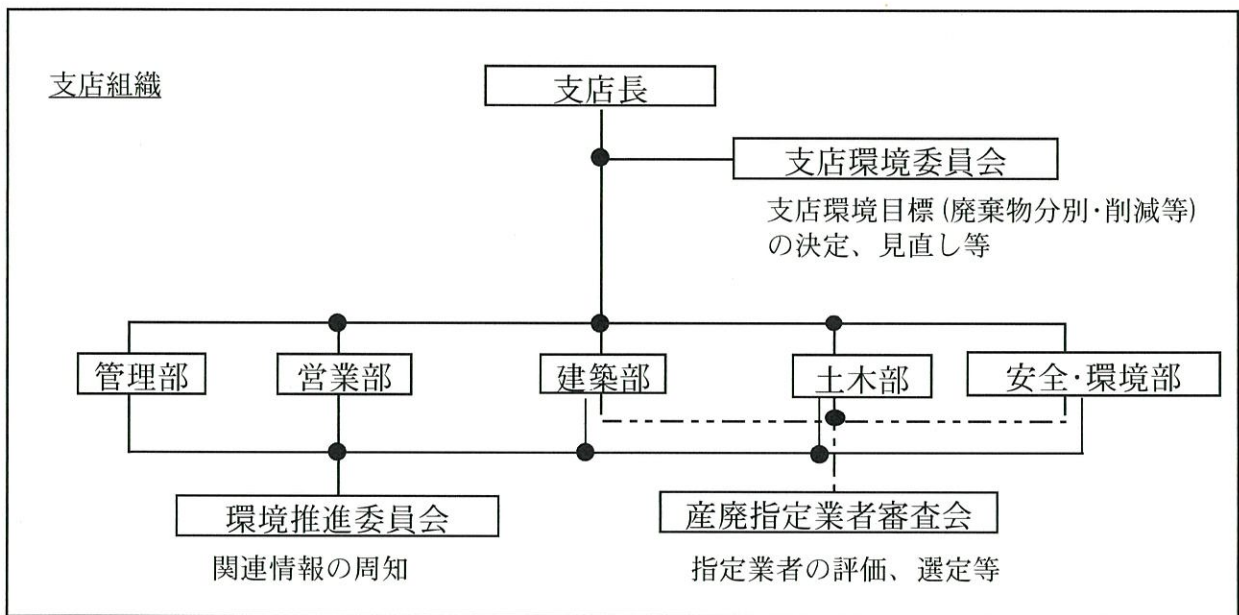 支店組織
支店長
支店環境委員会
支店環境目標(廃棄物分別・削減等)
の決定、見直し等
管理部
営業部
建築部
土木部
安全・環境部
環境推進委員会
産廃指定業者審査会
関連情報の周知
指定業者の評価、選定等